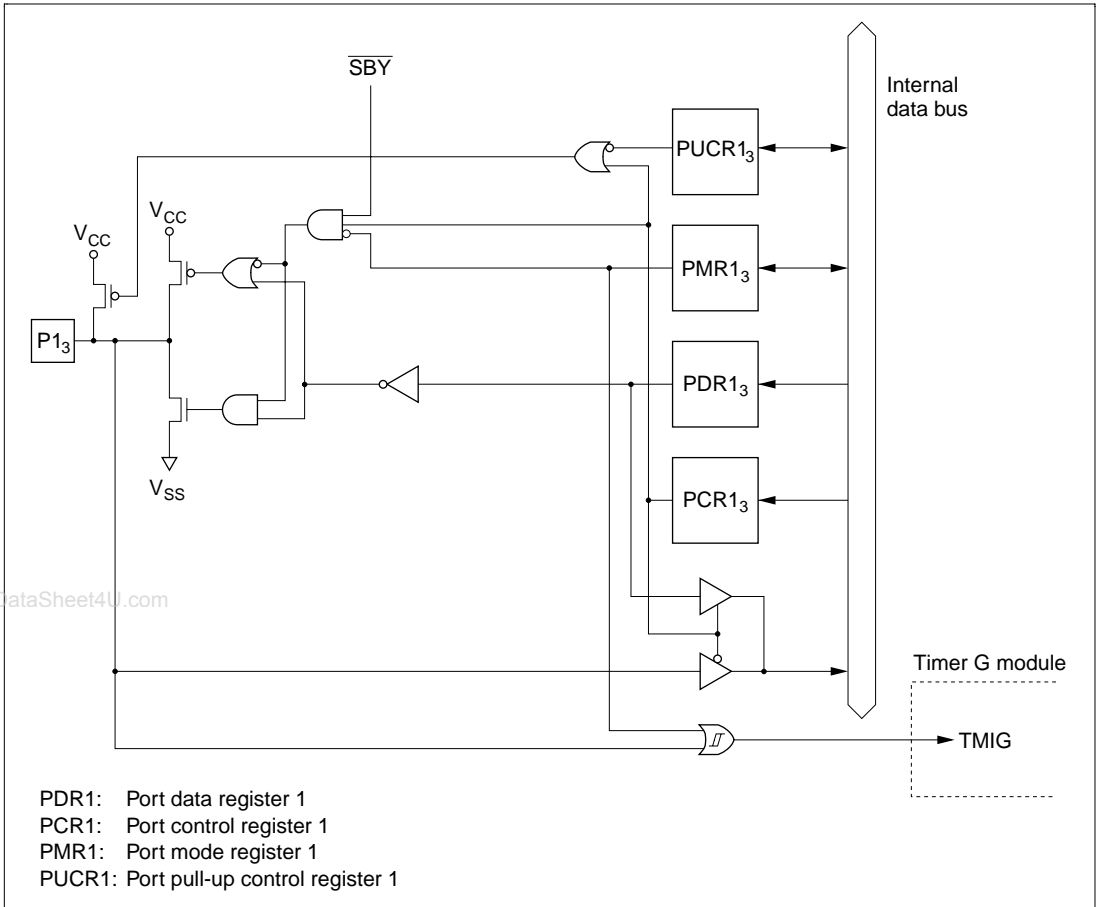 SBY
Internal
data bus
PUCR1₃
V_CC
V_CC
PMR1₃
P1₃
PDR1₃
V_SS
PCR1₃
DataSheet4U.com
Timer G module
TMIG
PDR1: Port data register 1
PCR1: Port control register 1
PMR1: Port mode register 1
PUCR1: Port pull-up control register 1